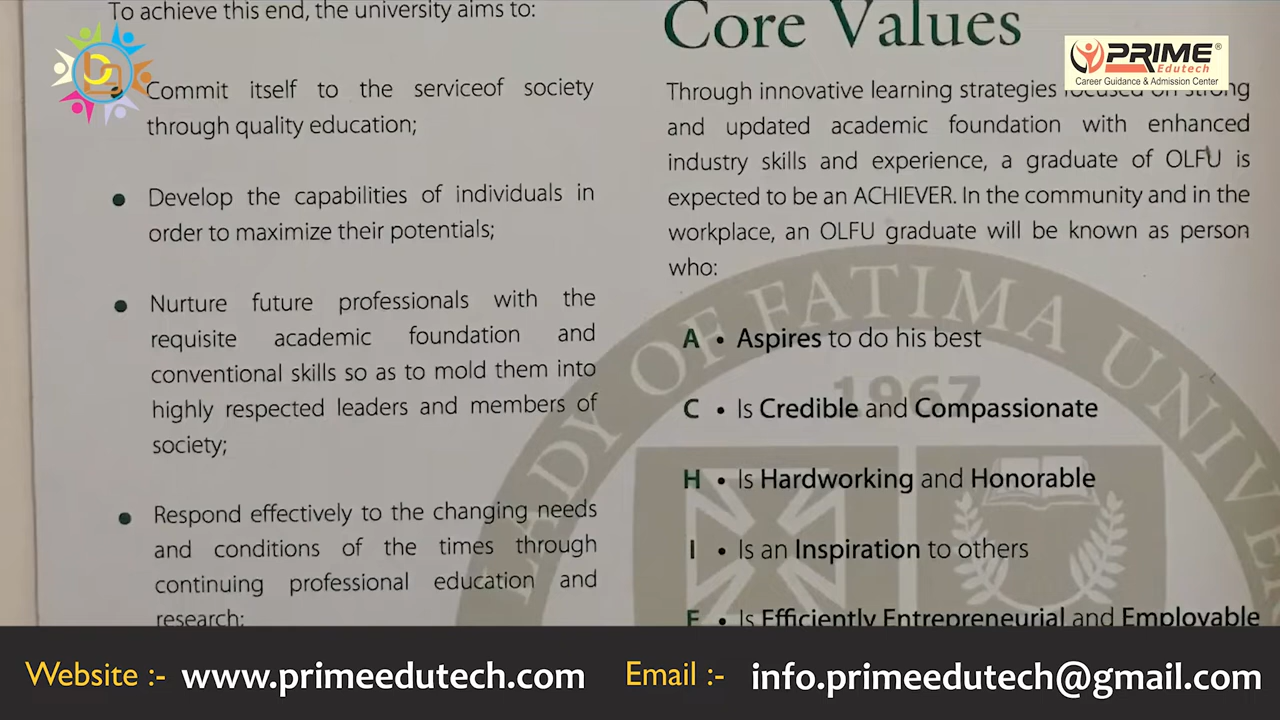 To achieve this end, the university aims to:
Commit itself to the serviceof society
through quality education;
• Develop the capabilities of individuals in
order to maximize their potentials;
• Nurture future professionals with the
requisite academic foundation and
conventional skills so as to mold them into
highly respected leaders and members of
society;
• Respond effectively to the changing needs
and conditions of the times through
continuing professional education and
research;
Core Values
PRIME®
Edutech
Career Guidance & Admission Center
Through innovative learning strategies focused on strong
and updated academic foundation with enhanced
industry skills and experience, a graduate of OLFU is
expected to be an ACHIEVER. In the community and in the
workplace, an OLFU graduate will be known as person
who:
A • Aspires to do his best
C • Is Credible and Compassionate
H • Is Hardworking and Honorable
I • Is an Inspiration to others
E • Is Efficiently Entrepreneurial and Employable
LADY OF FATIMA UNIVER
1967
Website :- www.primeedutech.com Email :- info.primeedutech@gmail.com